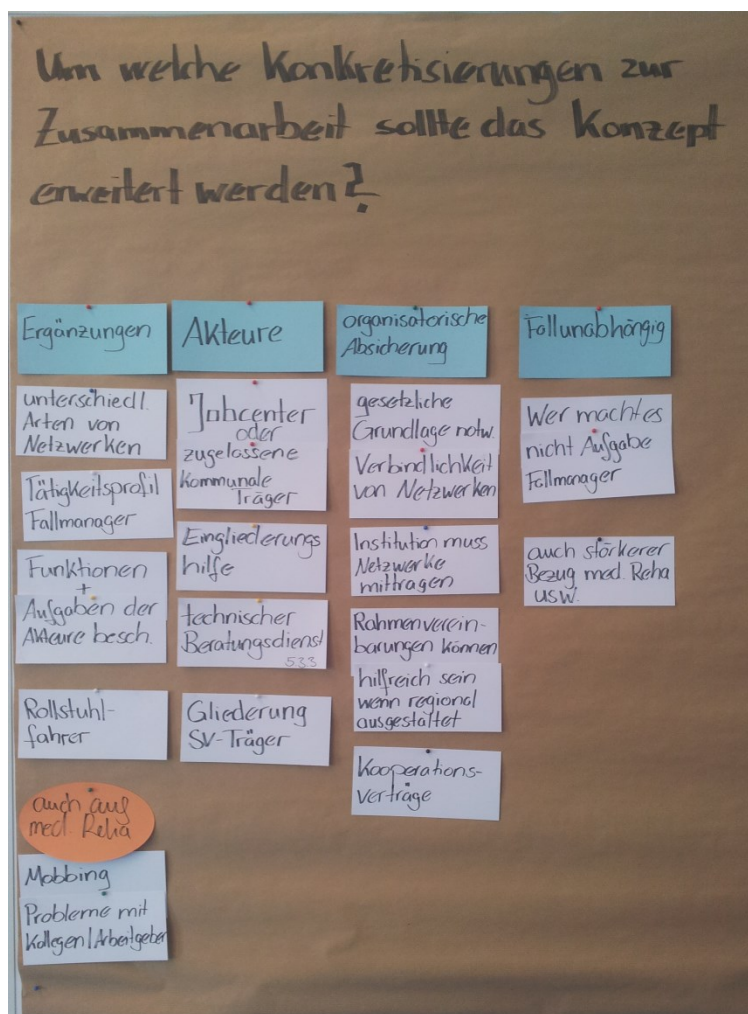 Um welche Konkretisierungen zur
Zusammenarbeit sollte das Konzept
erweitert werden?
Ergänzungen
unterschiedl.
Arten von
Netzwerken
Tätigkeitsprofil
Fallmanager
Funktionen
+
Aufgaben der
Akteure besch.
Rollstuhl-
fahrer
auch aus
med. Reha
Mobbing
Probleme mit
Kollegen/Arbeitgeber
Akteure
Jobcenter
oder
zugelassene
Kommunale
Träger
Eingliederungs
hilfe
technischer
Beratungsdienst
533
Gliederung
SV-Träger
organisatorische
Absicherung
gesetzliche
Grundlage notw.
Verbindlichkeit
von Netzwerken
Institution muss
Netzwerke
mittragen
Rahmenverein-
barungen können
hilfreich sein
wenn regional
ausgestaltet
Kooperations-
verträge
Fallunabhängig
Wer macht es
nicht Aufgabe
Fallmanager
auch stärkerer
Bezug med. Reha
usw.